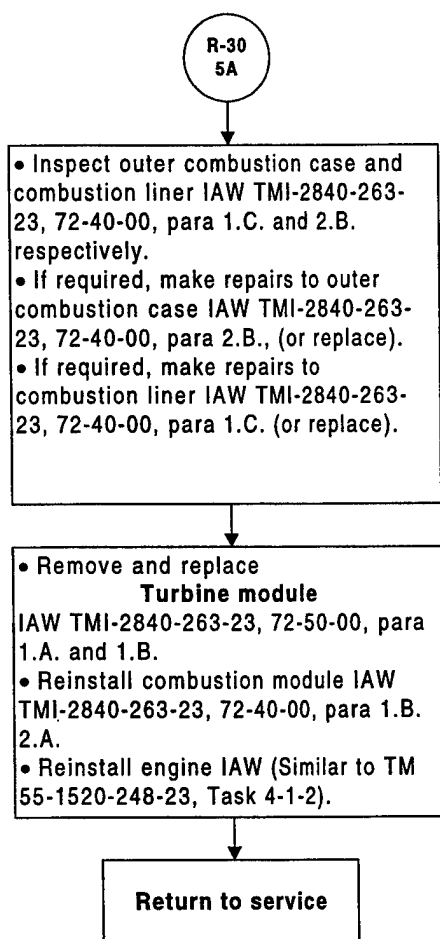 R-30
5A
• Inspect outer combustion case and
combustion liner IAW TMI-2840-263-
23, 72-40-00, para 1.C. and 2.B.
respectively.
• If required, make repairs to outer
combustion case IAW TMI-2840-263-
23, 72-40-00, para 2.B., (or replace).
• If required, make repairs to
combustion liner IAW TMI-2840-263-
23, 72-40-00, para 1.C. (or replace).
• Remove and replace
Turbine module
IAW TMI-2840-263-23, 72-50-00, para
1.A. and 1.B.
• Reinstall combustion module IAW
TMI-2840-263-23, 72-40-00, para 1.B.
2.A.
• Reinstall engine IAW (Similar to TM
55-1520-248-23, Task 4-1-2).
Return to service